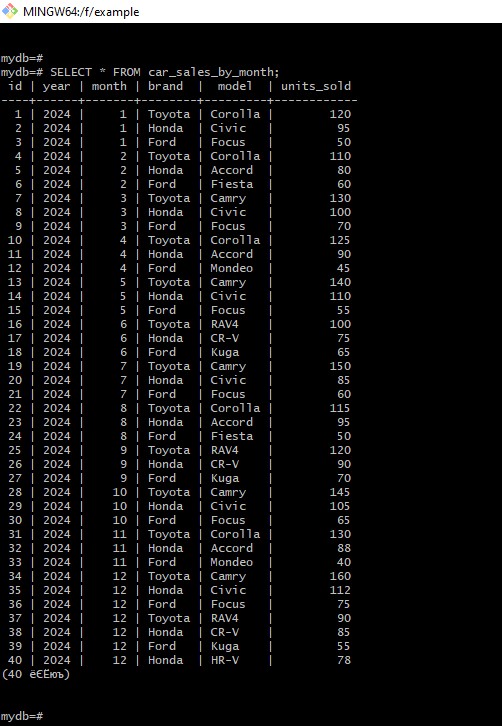 MINGW64:/f/example
mydb=#
mydb=# SELECT * FROM car_sales_by_month;
 id | year | month | brand  |  model  | units_sold
----+------+-------+--------+---------+------------
  1 | 2024 |     1 | Toyota | Corolla |        120
  2 | 2024 |     1 | Honda  | Civic   |         95
  3 | 2024 |     1 | Ford   | Focus   |         50
  4 | 2024 |     2 | Toyota | Corolla |        110
  5 | 2024 |     2 | Honda  | Accord  |         80
  6 | 2024 |     2 | Ford   | Fiesta  |         60
  7 | 2024 |     3 | Toyota | Camry   |        130
  8 | 2024 |     3 | Honda  | Civic   |        100
  9 | 2024 |     3 | Ford   | Focus   |         70
 10 | 2024 |     4 | Toyota | Corolla |        125
 11 | 2024 |     4 | Honda  | Accord  |         90
 12 | 2024 |     4 | Ford   | Mondeo  |         45
 13 | 2024 |     5 | Toyota | Camry   |        140
 14 | 2024 |     5 | Honda  | Civic   |        110
 15 | 2024 |     5 | Ford   | Focus   |         55
 16 | 2024 |     6 | Toyota | RAV4    |        100
 17 | 2024 |     6 | Honda  | CR-V    |         75
 18 | 2024 |     6 | Ford   | Kuga    |         65
 19 | 2024 |     7 | Toyota | Camry   |        150
 20 | 2024 |     7 | Honda  | Civic   |         85
 21 | 2024 |     7 | Ford   | Focus   |         60
 22 | 2024 |     8 | Toyota | Corolla |        115
 23 | 2024 |     8 | Honda  | Accord  |         95
 24 | 2024 |     8 | Ford   | Fiesta  |         50
 25 | 2024 |     9 | Toyota | RAV4    |        120
 26 | 2024 |     9 | Honda  | CR-V    |         90
 27 | 2024 |     9 | Ford   | Kuga    |         70
 28 | 2024 |    10 | Toyota | Camry   |        145
 29 | 2024 |    10 | Honda  | Civic   |        105
 30 | 2024 |    10 | Ford   | Focus   |         65
 31 | 2024 |    11 | Toyota | Corolla |        130
 32 | 2024 |    11 | Honda  | Accord  |         88
 33 | 2024 |    11 | Ford   | Mondeo  |         40
 34 | 2024 |    12 | Toyota | Camry   |        160
 35 | 2024 |    12 | Honda  | Civic   |        112
 36 | 2024 |    12 | Ford   | Focus   |         75
 37 | 2024 |    12 | Toyota | RAV4    |         90
 38 | 2024 |    12 | Honda  | CR-V    |         85
 39 | 2024 |    12 | Ford   | Kuga    |         55
 40 | 2024 |    12 | Honda  | HR-V    |         78
(40 ёЄЁюъ)
mydb=#